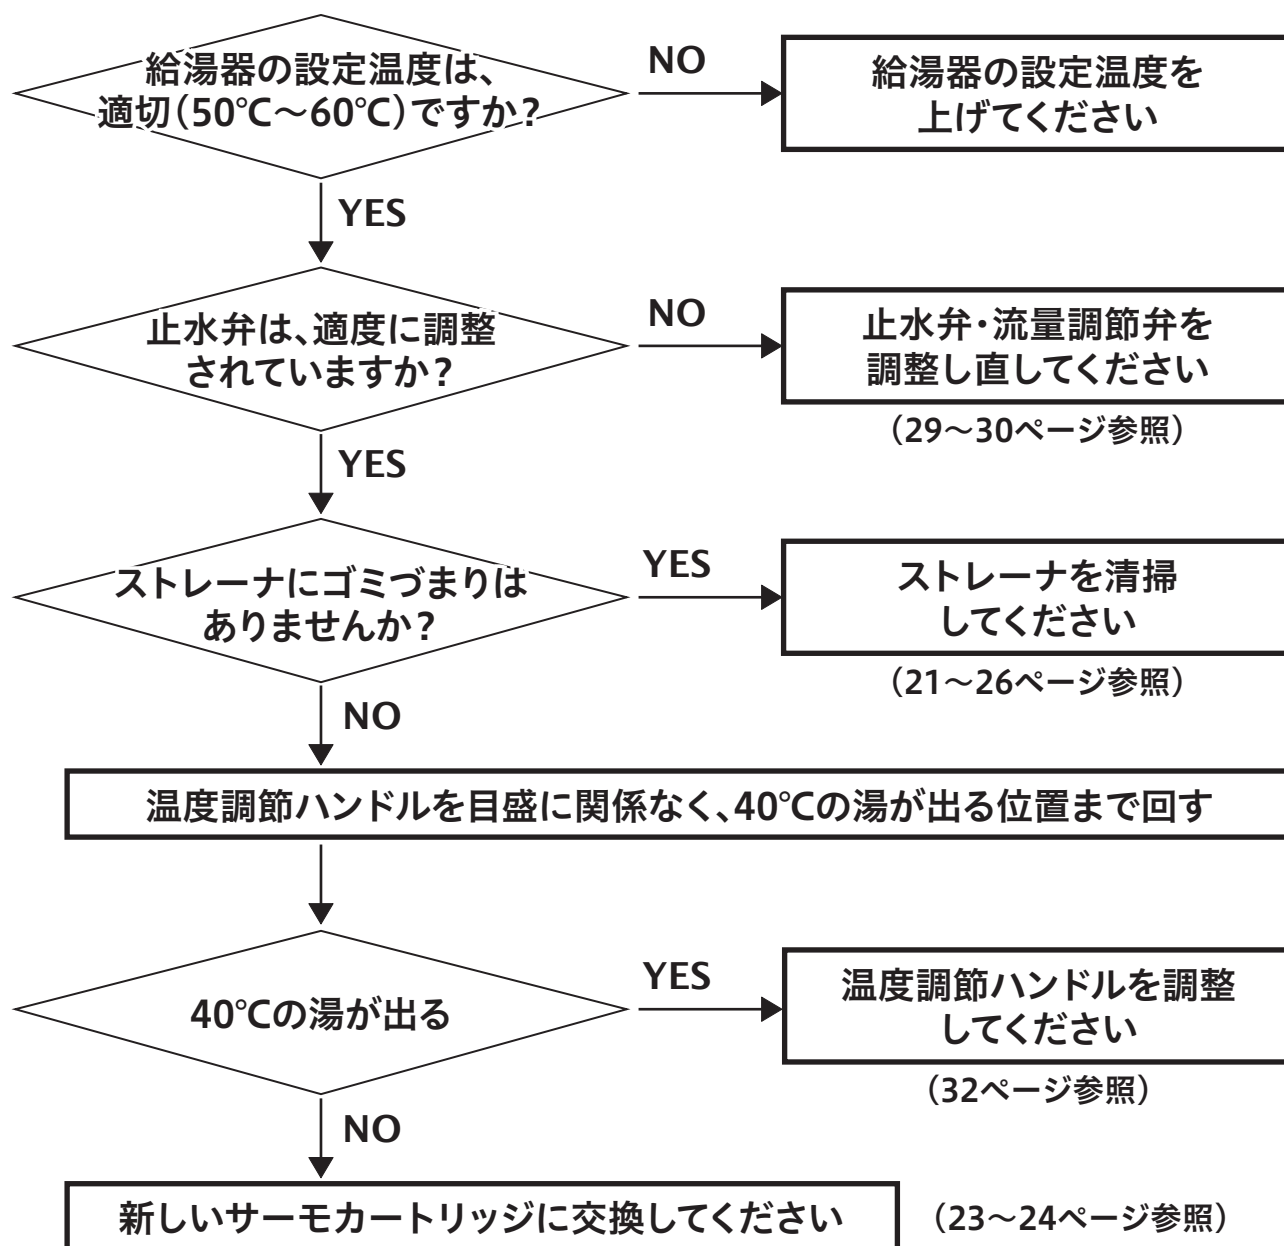 給湯器の設定温度は、
適切（50℃～60℃）ですか？
NO
給湯器の設定温度を
上げてください
YES
止水弁は、適度に調整
されていますか？
NO
止水弁・流量調節弁を
調整し直してください
（29～30ページ参照）
YES
ストレーナにゴミづまりは
ありませんか？
YES
ストレーナを清掃
してください
（21～26ページ参照）
NO
温度調節ハンドルを目盛に関係なく、40℃の湯が出る位置まで回す
40℃の湯が出る
YES
温度調節ハンドルを調整
してください
（32ページ参照）
NO
新しいサーモカートリッジに交換してください
（23～24ページ参照）